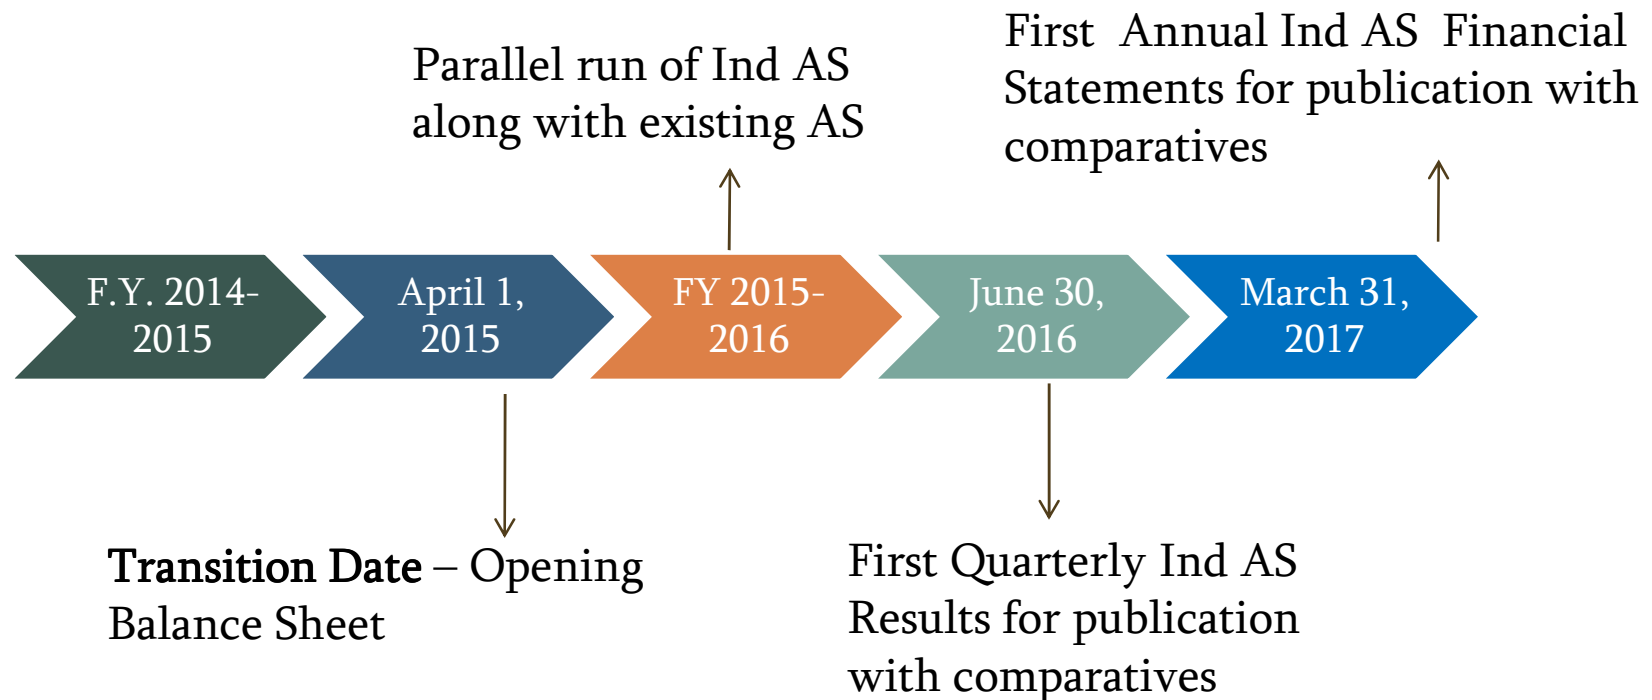 Parallel run of Ind AS
along with existing AS
First Annual Ind AS Financial
Statements for publication with
comparatives
F.Y. 2014-
2015
April 1,
2015
FY 2015-
2016
June 30,
2016
March 31,
2017
Transition Date – Opening
Balance Sheet
First Quarterly Ind AS
Results for publication
with comparatives